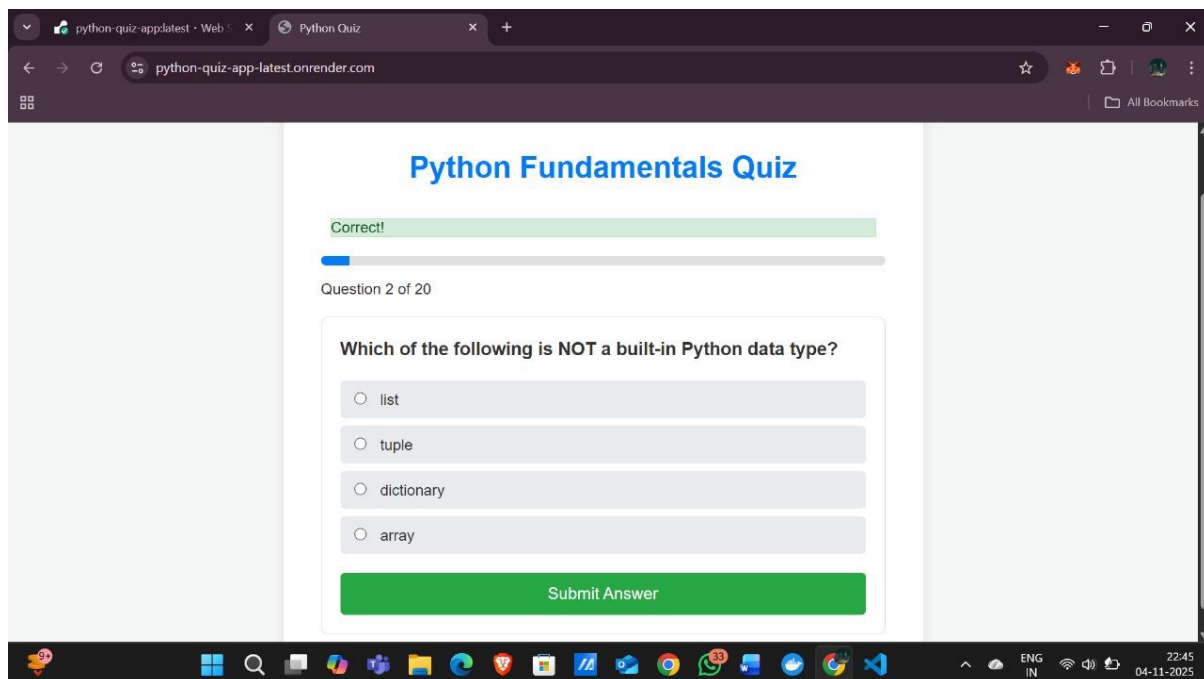 python-quiz-app:latest · Web S
Python Quiz
python-quiz-app-latest.onrender.com
All Bookmarks
Python Fundamentals Quiz
Correct!
Question 2 of 20
Which of the following is NOT a built-in Python data type?
list
tuple
dictionary
array
Submit Answer
9+
33
ENG
IN
22:45
04-11-2025